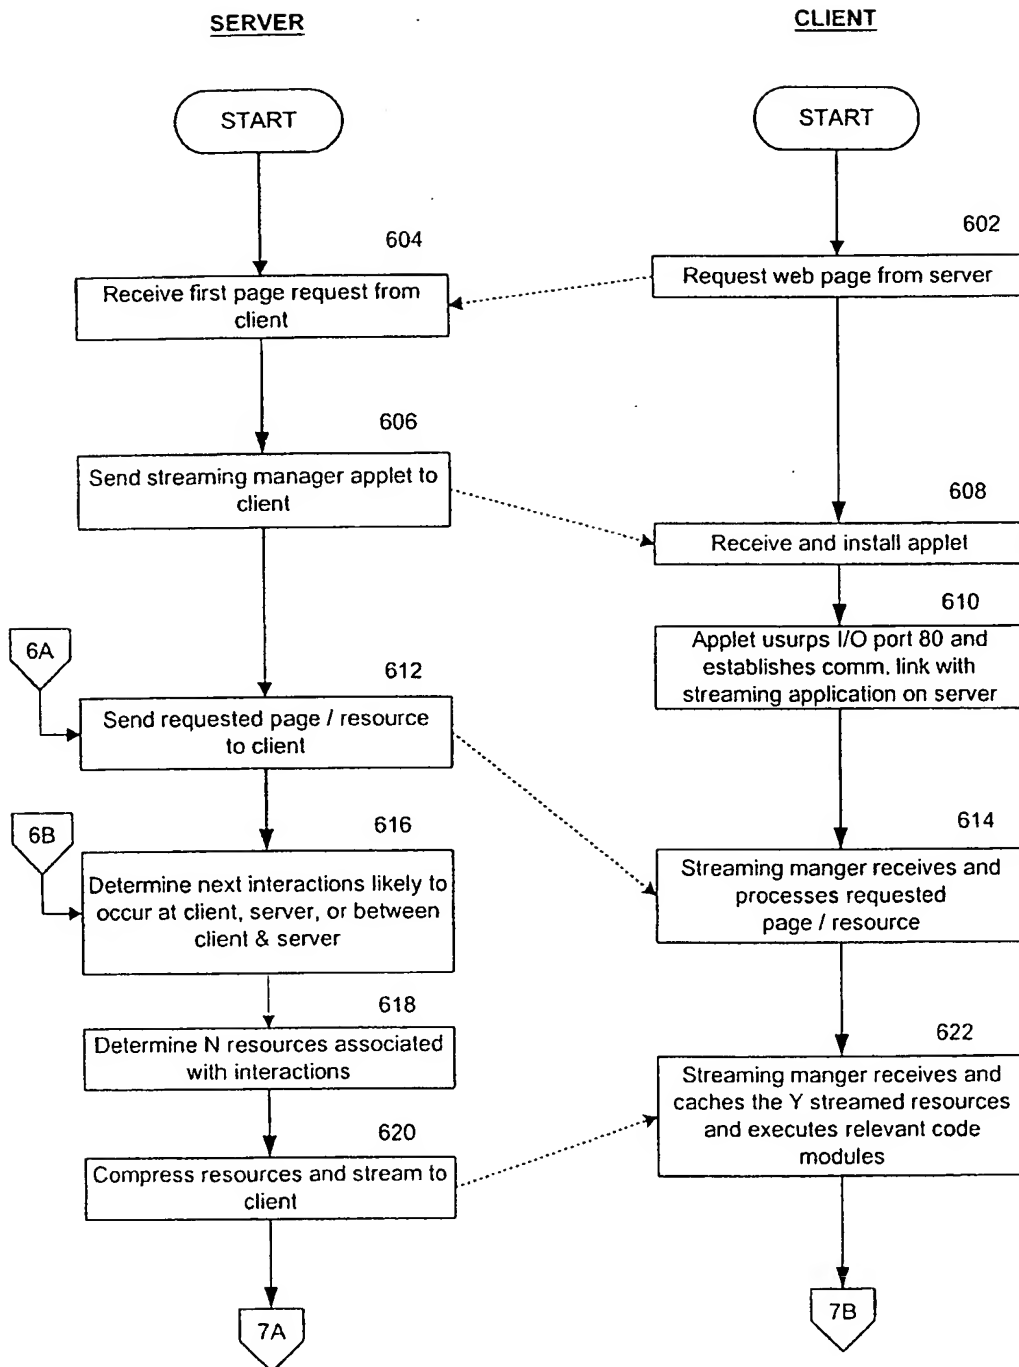 SERVER
CLIENT
START
START
604
602
Receive first page request from
client
Request web page from server
606
Send streaming manager applet to
client
608
Receive and install applet
610
Applet usurps I/O port 80 and
establishes comm. link with
streaming application on server
6A
612
Send requested page / resource
to client
6B
616
Determine next interactions likely to
occur at client, server, or between
client & server
614
Streaming manger receives and
processes requested
page / resource
618
Determine N resources associated
with interactions
622
Streaming manger receives and
caches the Y streamed resources
and executes relevant code
modules
620
Compress resources and stream to
client
7A
7B